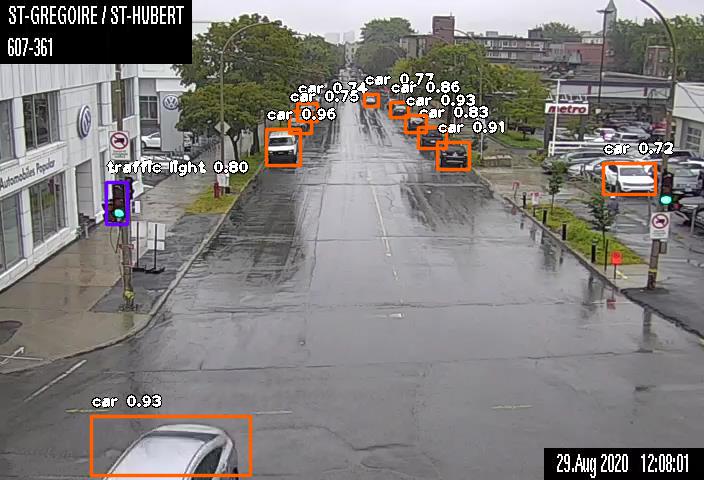 ST-GREGOIRE / ST-HUBERT
607-361
car 0.77
car 0.74
car 0.86
car 0.75
car 0.93
car 0.96
car 0.83
car 0.91
car 0.72
traffic light 0.80
metro
Automobiles Popular
car 0.93
29.Aug 2020 12:08:01